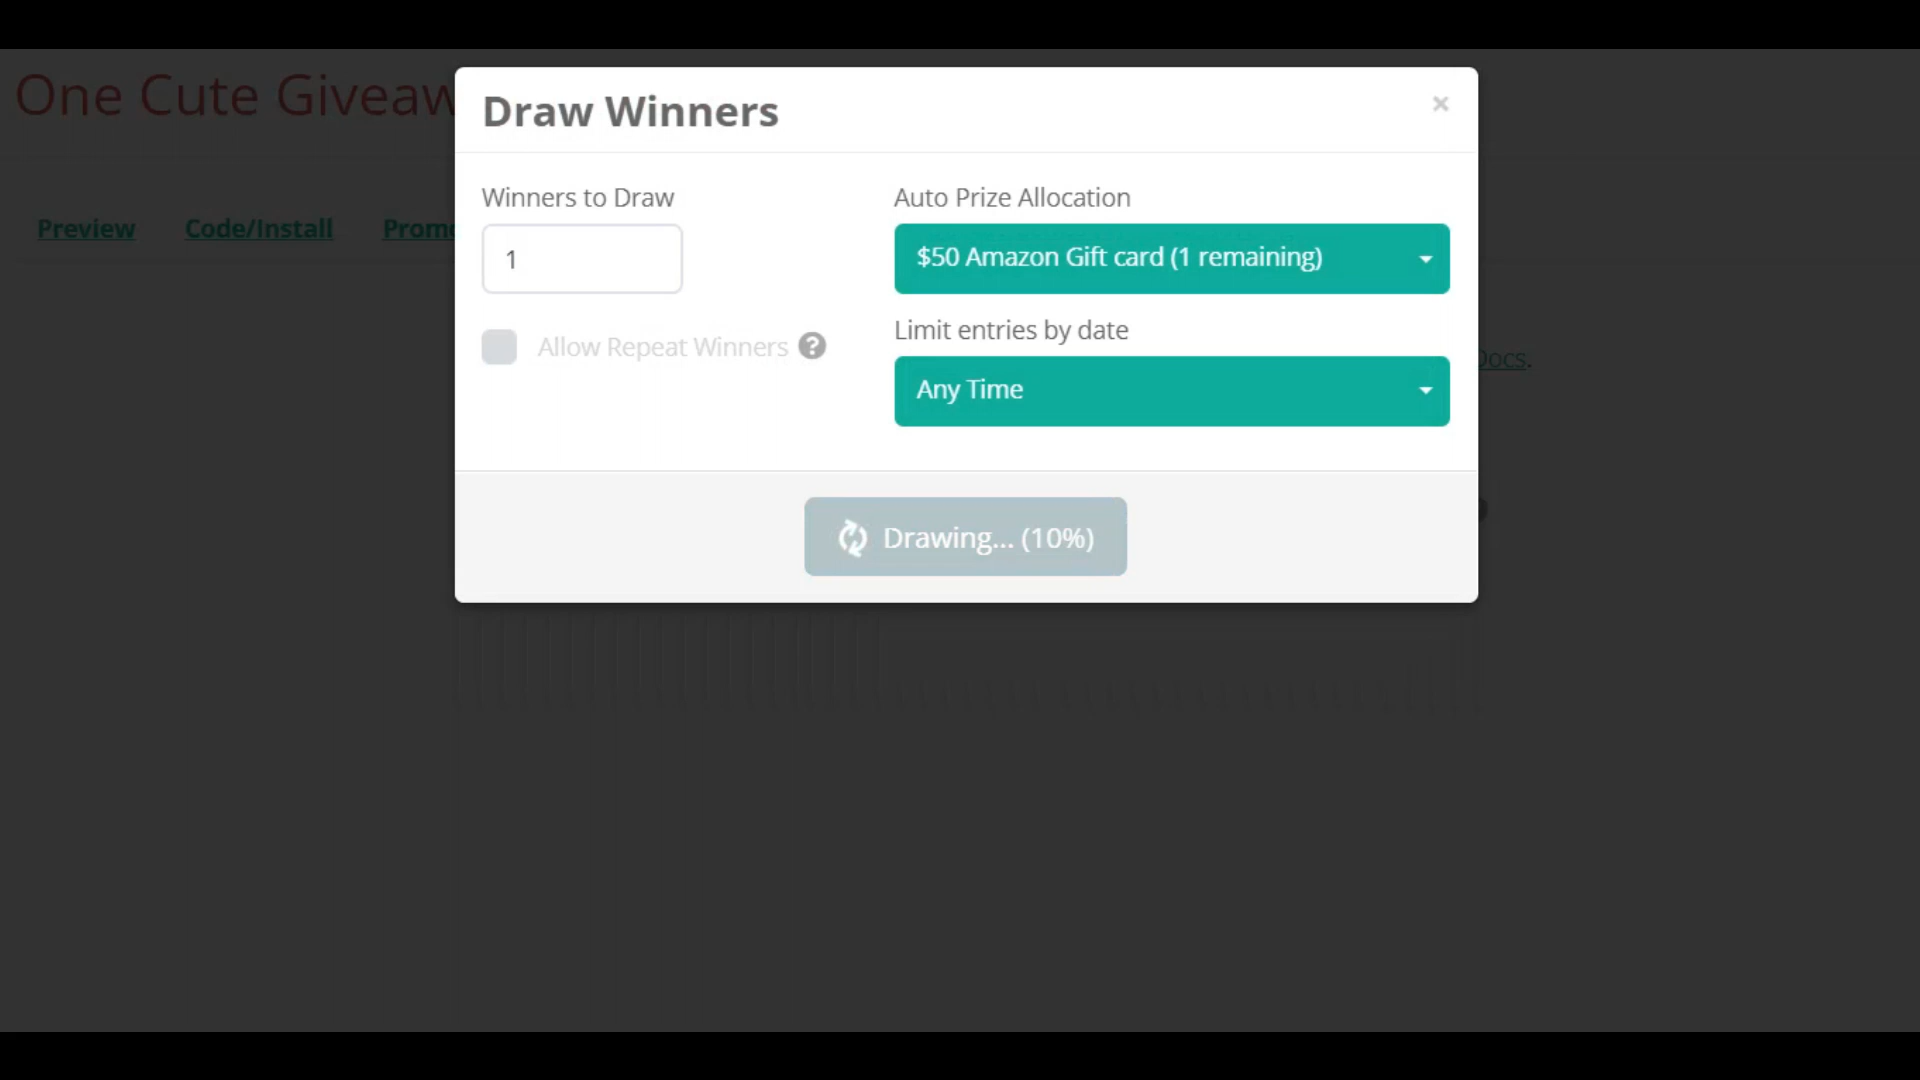 One Cute Giveaw
Draw Winners
×
Preview
Code/Install
Promo
Winners to Draw
1
Allow Repeat Winners ?
Auto Prize Allocation
$50 Amazon Gift card (1 remaining)
Limit entries by date
Any Time
Docs.
Drawing... (10%)